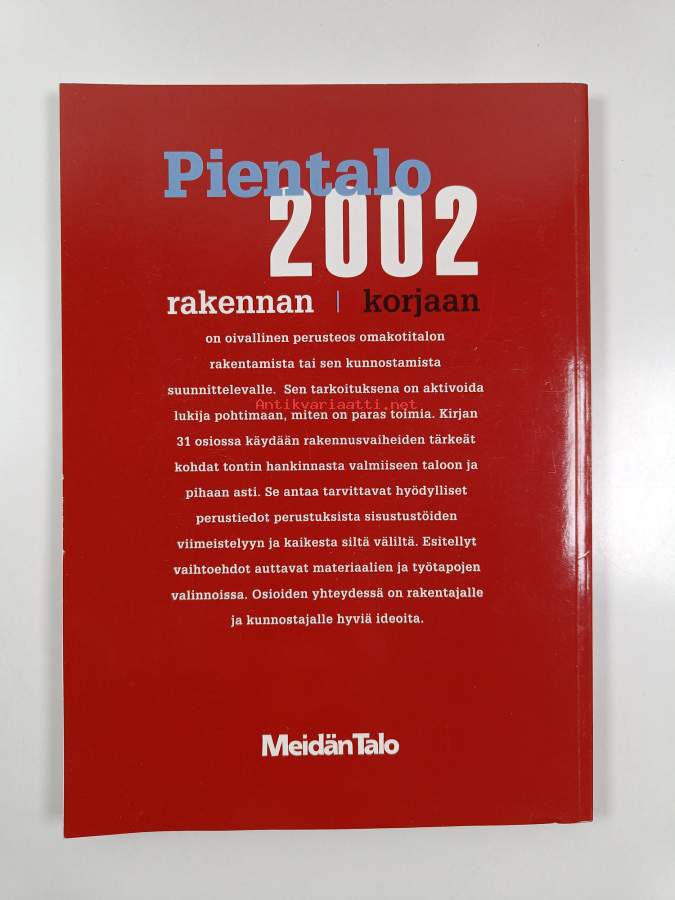 Pientalo
2002
rakennan | korjaan
on oivallinen perusteos omakotitalon
rakentamista tai sen kunnostamista
suunnittelevalle. Sen tarkoituksena on aktivoida
Antikvariaatti.net
lukija pohtimaan, miten on paras toimia. Kirjan
31 osiossa käydään rakennusvaiheiden tärkeät
kohdat tontin hankinnasta valmiiseen taloon ja
pihaan asti. Se antaa tarvittavat hyödylliset
perustiedot perustuksista sisustustöiden
viimeistelyyn ja kaikesta siltä väliltä. Esitellyt
vaihtoehdot auttavat materiaalien ja työtapojen
valinnoissa. Osioiden yhteydessä on rakentajalle
ja kunnostajalle hyviä ideoita.
MeidänTalo